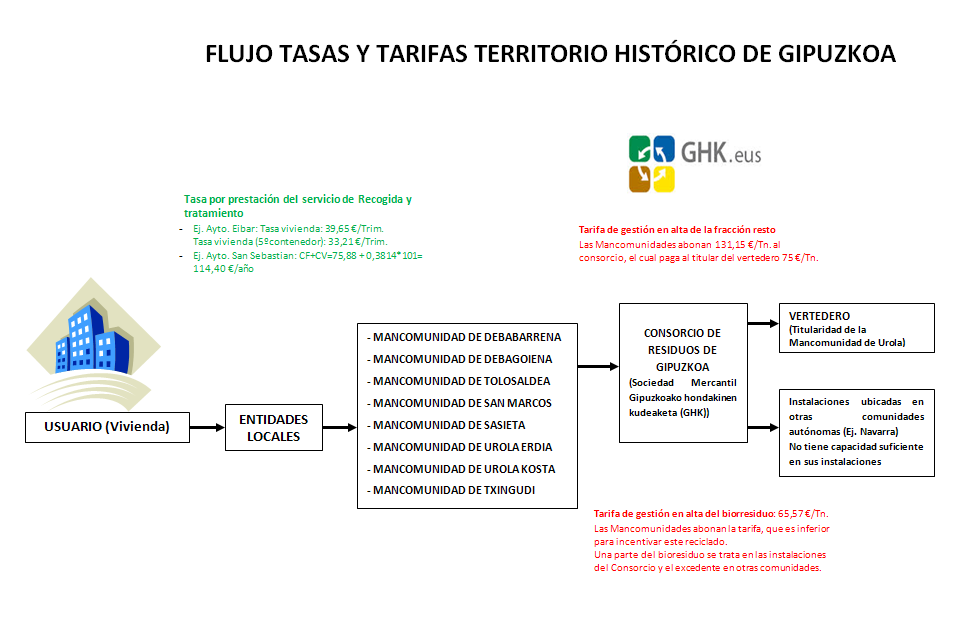 FLUJO TASAS Y TARIFAS TERRITORIO HISTÓRICO DE GIPUZKOA
GHK.eus
Tasa por prestación del servicio de Recogida y
tratamiento
- Ej. Ayto. Eibar: Tasa vivienda: 39,65 €/Trim.
Tasa vivienda (5º contenedor): 33,21 €/Trim.
- Ej. Ayto. San Sebastian: CF+CV=75,88 + 0,3814*101=
114,40 €/año
Tarifa de gestión en alta de la fracción resto
Las Mancomunidades abonan 131,15 €/Tn. al
consorcio, el cual paga al titular del vertedero 75 €/Tn.
USUARIO (Vivienda)
ENTIDADES
LOCALES
- MANCOMUNIDAD DE DEBABARRENA
- MANCOMUNIDAD DE DEBAGOIENA
- MANCOMUNIDAD DE TOLOSALDEA
- MANCOMUNIDAD DE SAN MARCOS
- MANCOMUNIDAD DE SASIETA
- MANCOMUNIDAD DE UROLA ERDIA
- MANCOMUNIDAD DE UROLA KOSTA
- MANCOMUNIDAD DE TXINGUDI
CONSORCIO DE
RESIDUOS DE
GIPUZKOA
(Sociedad Mercantil
Gipuzkoako hondakinen
kudeaketa (GHK))
VERTEDERO
(Titularidad de la
Mancomunidad de Urola)
Instalaciones ubicadas en
otras comunidades
autónomas (Ej. Navarra)
No tiene capacidad suficiente
en sus instalaciones
Tarifa de gestión en alta del biorresiduo: 65,57 €/Tn.
Las Mancomunidades abonan la tarifa, que es inferior
para incentivar este reciclado.
Una parte del bioresiduo se trata en las instalaciones
del Consorcio y el excedente en otras comunidades.